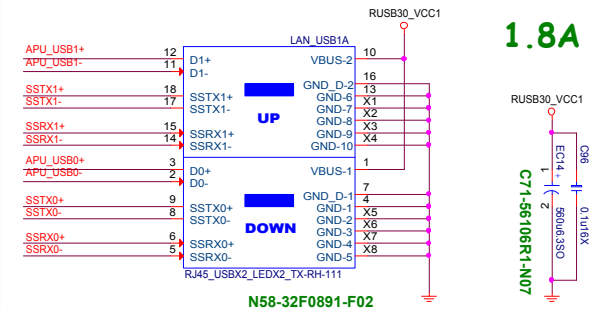 RUSB30_VCC1
1.8A
LAN_USB1A
APU_USB1+ 12 D1+ VBUS-2 10
APU_USB1- 11 D1-
GND_D-2 16
SSTX1+ 18 SSTX1+ GND-6 13
SSTX1- 17 SSTX1- GND-7 X1
UP GND-8 X2
SSRX1+ 15 SSRX1+ GND-9 X3
SSRX1- 14 SSRX1- GND-10 X4
APU_USB0+ 3 D0+ VBUS-1 1
APU_USB0- 2 D0-
GND_D-1 7
SSTX0+ 9 SSTX0+ GND-1 4
SSTX0- 8 SSTX0- GND-2 X5
DOWN GND-3 X6
SSRX0+ 6 SSRX0+ GND-4 X7
SSRX0- 5 SSRX0- GND-5 X8
RJ45_USBX2_LEDX2_TX-RH-111
N58-32F0891-F02
RUSB30_VCC1
C71-56106R1-N07
1 + 2
EC14
560u6.3SO
C96
0.1u16X